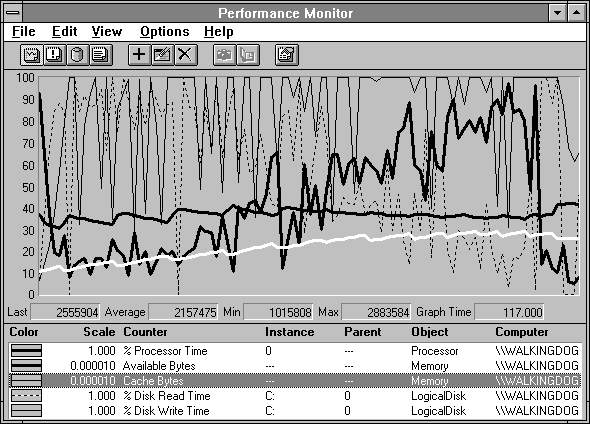 Performance Monitor
File Edit View Options Help
100
90
80
70
60
50
40
30
20
10
0
Last 2555904 Average 2157475 Min 1015808 Max 2883584 Graph Time 117.000
Color Scale Counter Instance Parent Object Computer
1.000 % Processor Time 0 --- Processor \\WALKINGDOG
0.000010 Available Bytes --- --- Memory \\WALKINGDOG
0.000010 Cache Bytes --- --- Memory \\WALKINGDOG
1.000 % Disk Read Time C: 0 LogicalDisk \\WALKINGDOG
1.000 % Disk Write Time C: 0 LogicalDisk \\WALKINGDOG